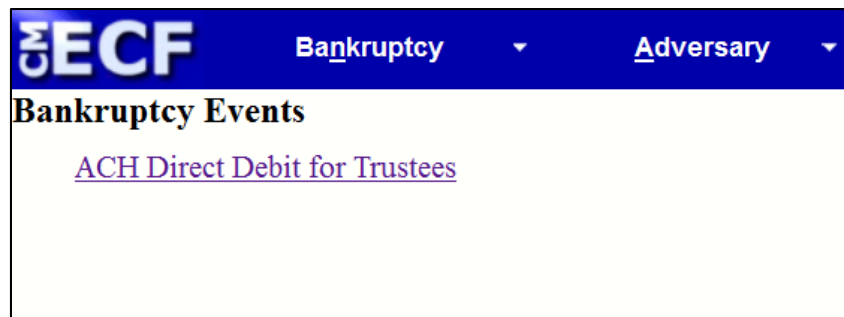 CM ECF Bankruptcy Adversary
Bankruptcy Events
ACH Direct Debit for Trustees